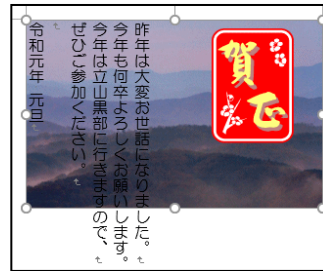 賀正
昨年は大変お世話になりました。
今年も何卒よろしくお願いします。
今年は立山黒部に行きますので、
ぜひご参加ください。
令和元年 元旦